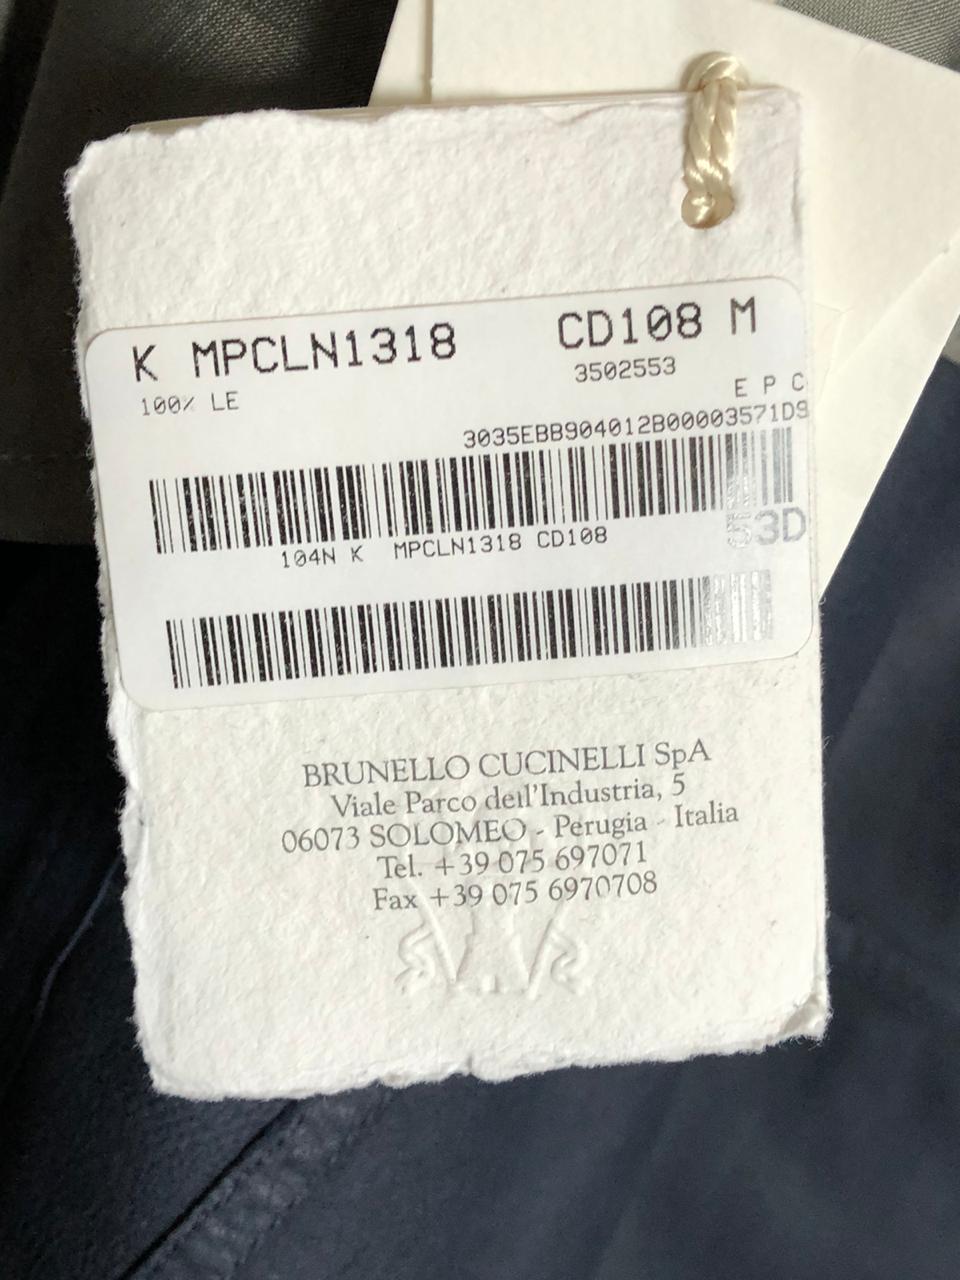 K MPCLN1318 CD108 M
100% LE 3502553
E P C
3035EBB904012B00003571D9
53D
104N K MPCLN1318 CD108
BRUNELLO CUCINELLI SpA
Viale Parco dell'Industria, 5
06073 SOLOMEO - Perugia - Italia
Tel. +39 075 697071
Fax +39 075 6970708